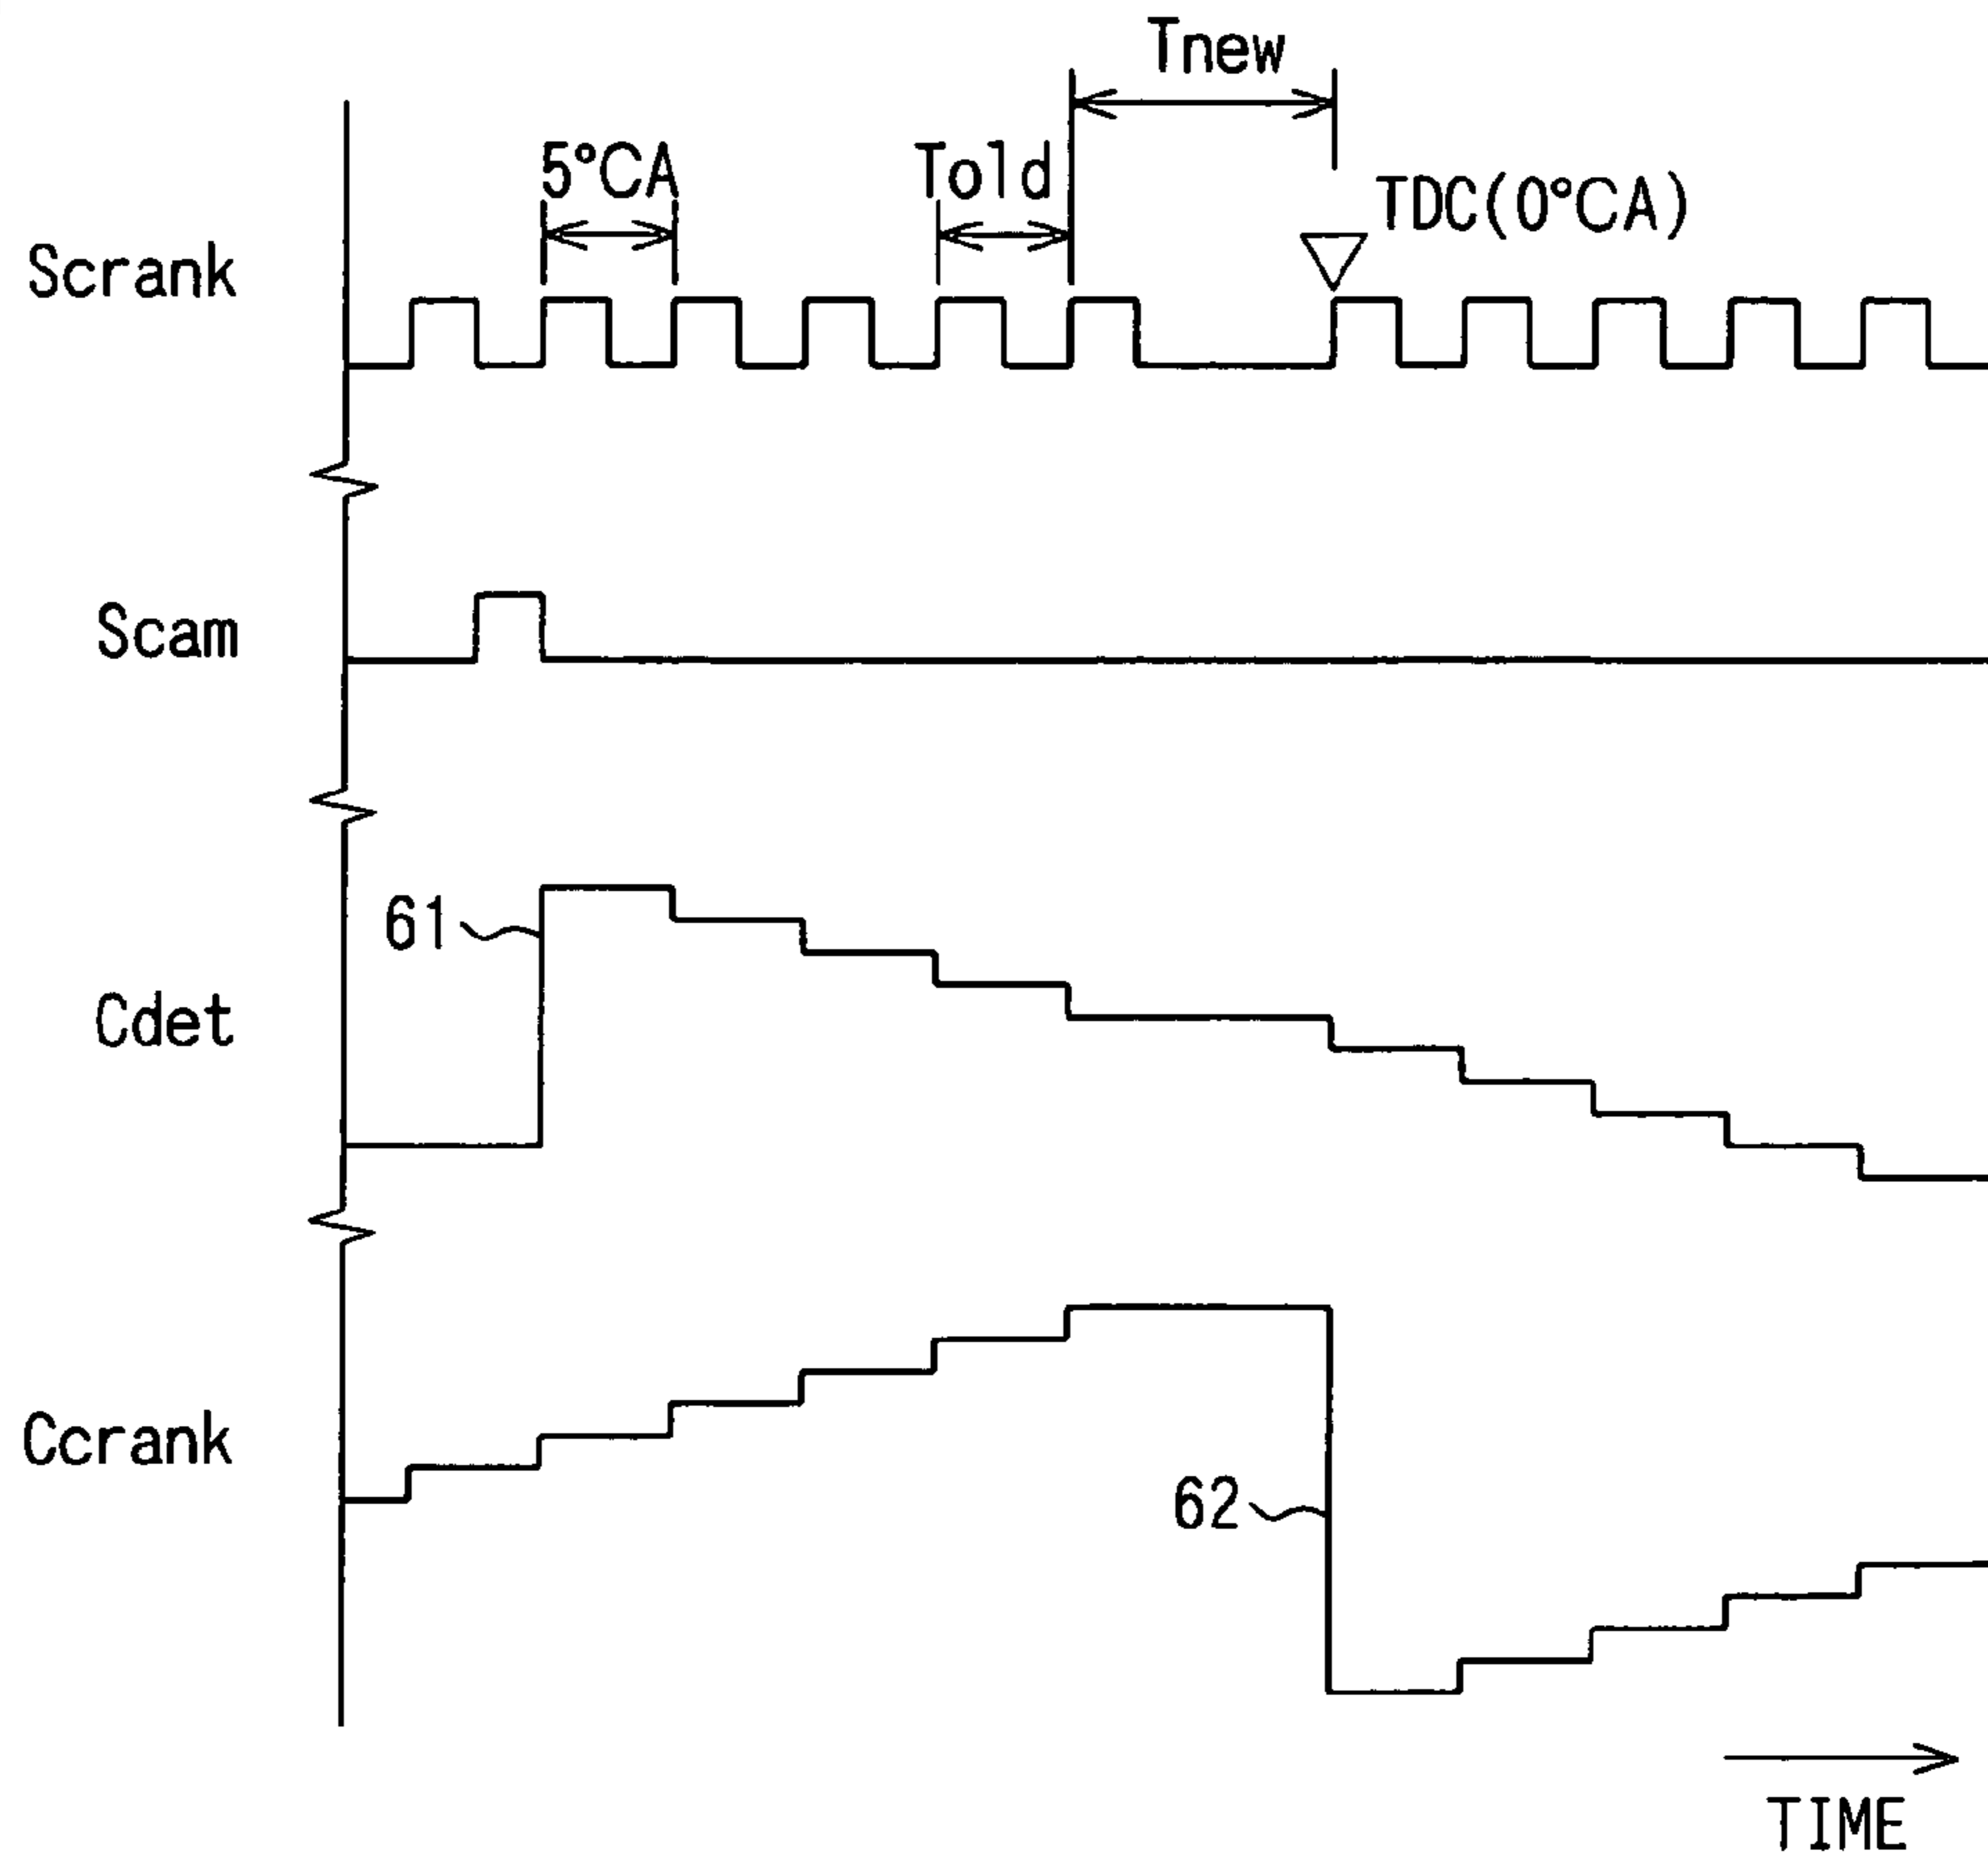 Tnew
5°CA
Told
TDC(0°CA)
Scrank
Scam
61
Cdet
Ccrank
62
TIME